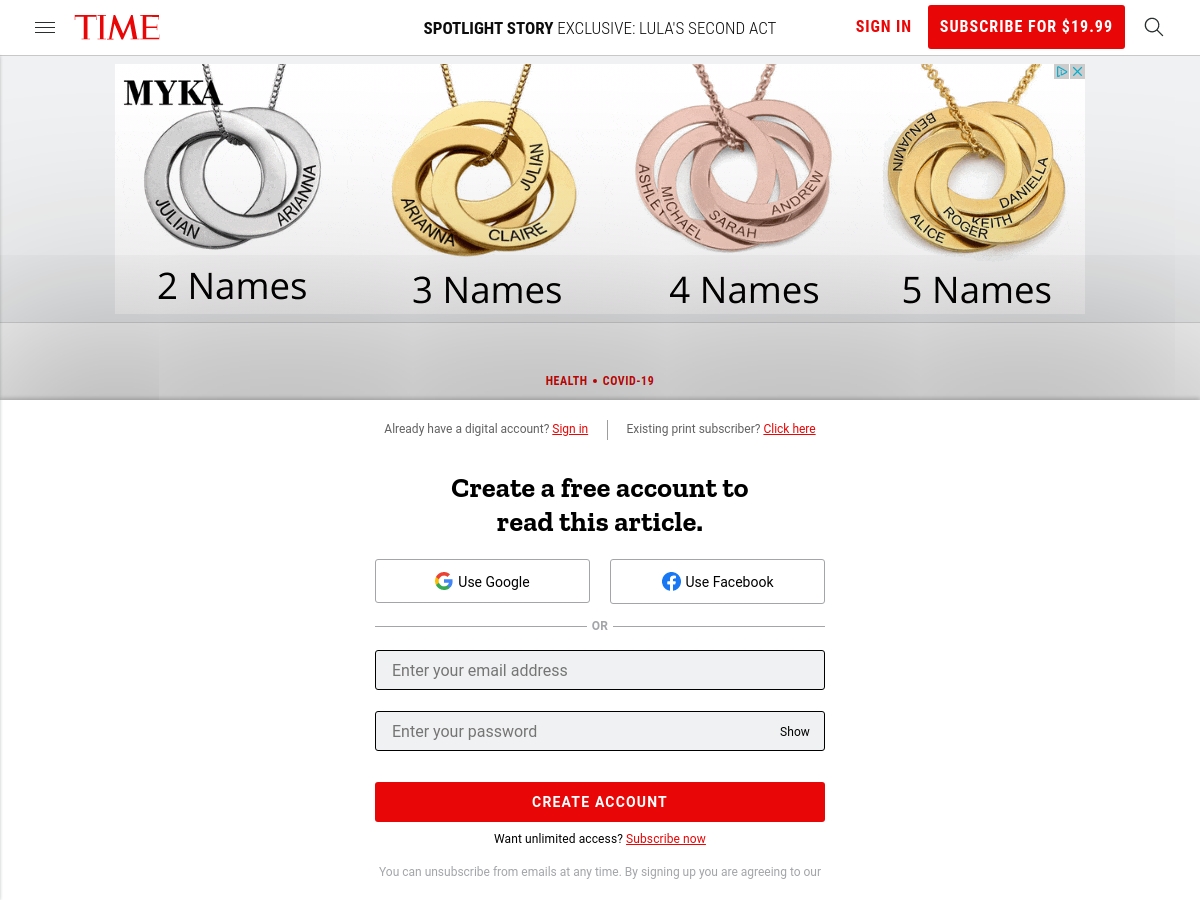 TIME
SPOTLIGHT STORY EXCLUSIVE: LULA'S SECOND ACT
SIGN IN
SUBSCRIBE FOR $19.99
MYKA
JULIAN
ARIANNA
ARIANNA
CLAIRE
JULIAN
ASHLEY
MICHAEL
SARAH
ANDREW
BENJAMIN
ALICE
ROGER
KEITH
DANIELLA
2 Names
3 Names
4 Names
5 Names
HEALTH • COVID-19
Already have a digital account? Sign in
Existing print subscriber? Click here
Create a free account to
read this article.
Use Google
Use Facebook
OR
Enter your email address
Enter your password
Show
CREATE ACCOUNT
Want unlimited access? Subscribe now
You can unsubscribe from emails at any time. By signing up you are agreeing to our